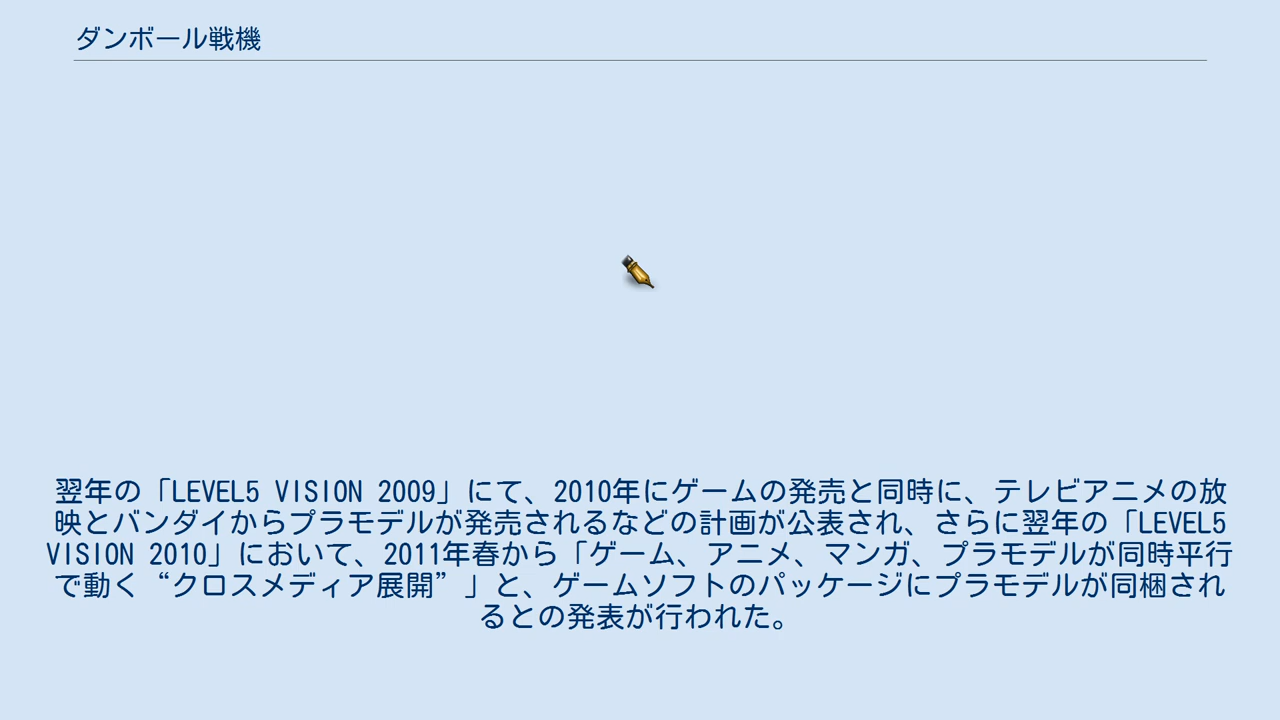 ダンボール戦機
翌年の「LEVEL5 VISION 2009」にて、2010年にゲームの発売と同時に、テレビアニメの放
映とバンダイからプラモデルが発売されるなどの計画が公表され、さらに翌年の「LEVEL5
VISION 2010」において、2011年春から「ゲーム、アニメ、マンガ、プラモデルが同時平行
で動く“クロスメディア展開”」と、ゲームソフトのパッケージにプラモデルが同梱され
るとの発表が行われた。